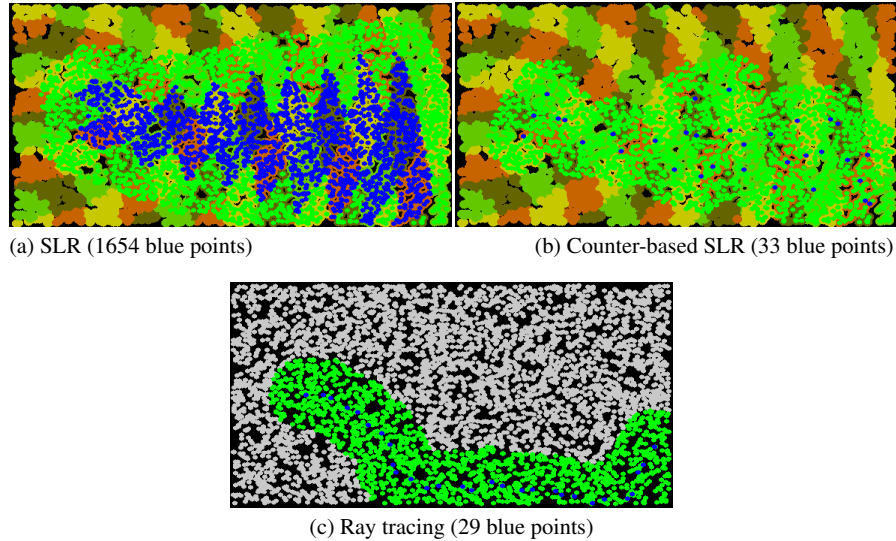 (a) SLR (1654 blue points)
(b) Counter-based SLR (33 blue points)
(c) Ray tracing (29 blue points)